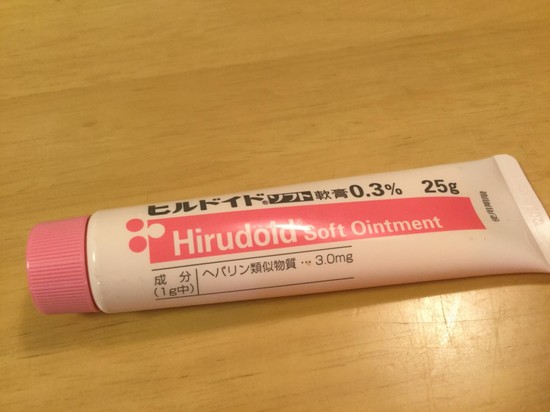 ヒルドイド®ソフト軟膏0.3% 25g
Hirudoid® Soft Ointment
成分 ヘパリン類似物質…3.0mg
(1g中)